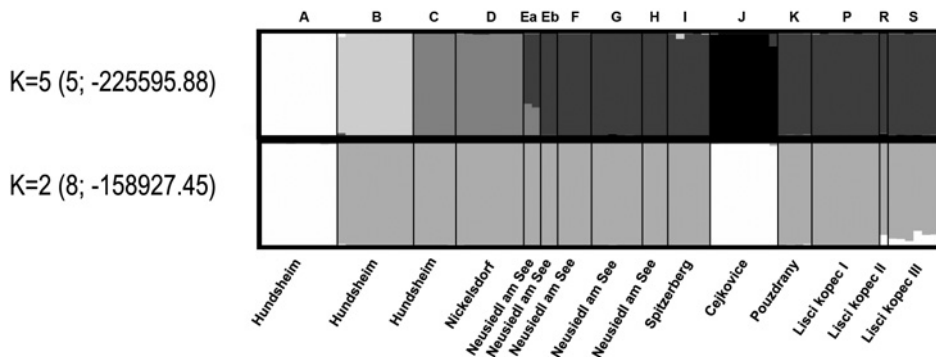 A B C D Ea Eb F G H I J K P R S
K=5 (5; -225595.88)
K=2 (8; -158927.45)
Hundsheim
Hundsheim
Hundsheim
Nickelsdorf
Neusiedl am See
Neusiedl am See
Neusiedl am See
Neusiedl am See
Neusiedl am See
Spitzerberg
Cejkovice
Pouzdrany
Lisci kopec I
Lisci kopec II
Lisci kopec III